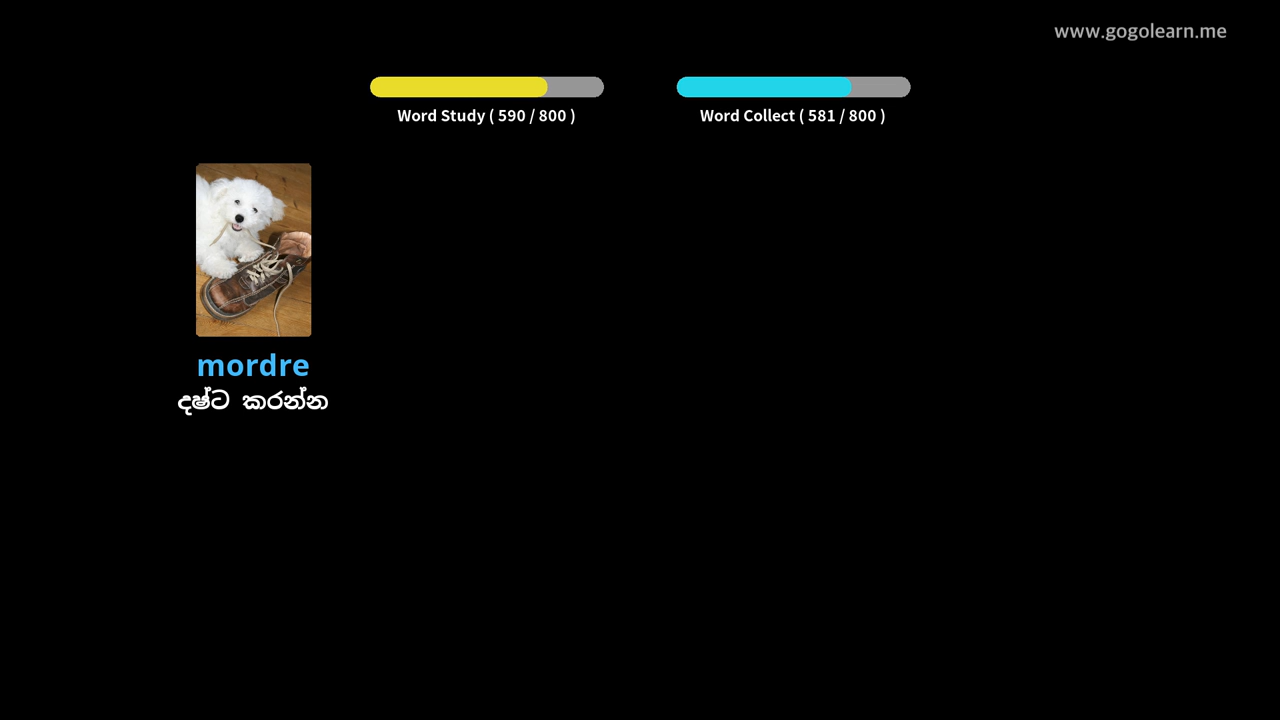 www.gogolearn.me
Word Study ( 590 / 800 )
Word Collect ( 581 / 800 )
mordre
දෂ්ට කරන්න